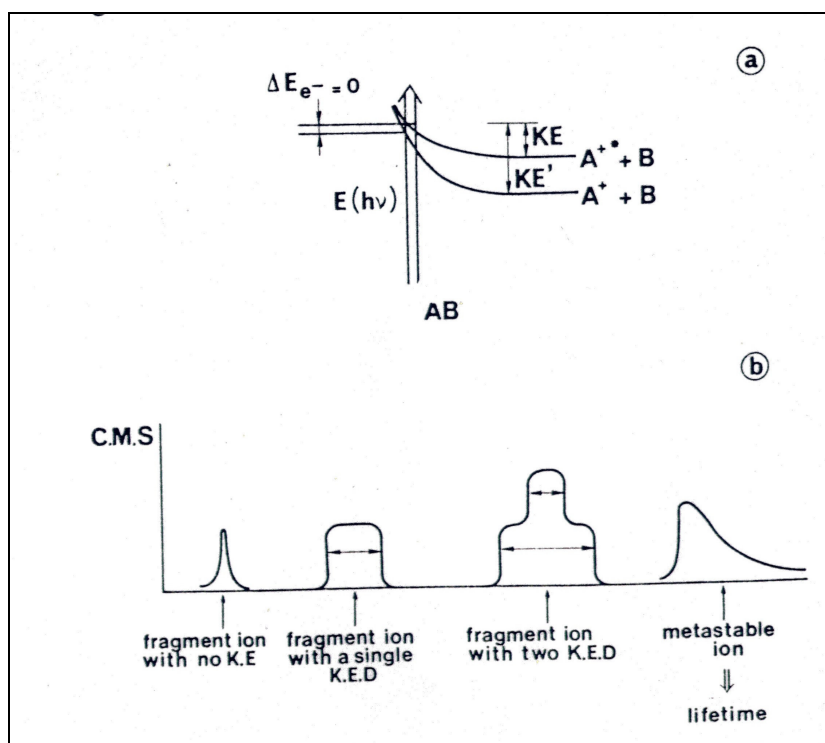 ⓐ
ΔEe⁻ = 0
KE
A⁺• + B
KE'
A⁺ + B
E(hν)
AB
ⓑ
C.M.S
fragment ion
with no K.E
fragment ion
with a single
K.E.D
fragment ion
with two K.E.D
metastable
ion
⇓
lifetime